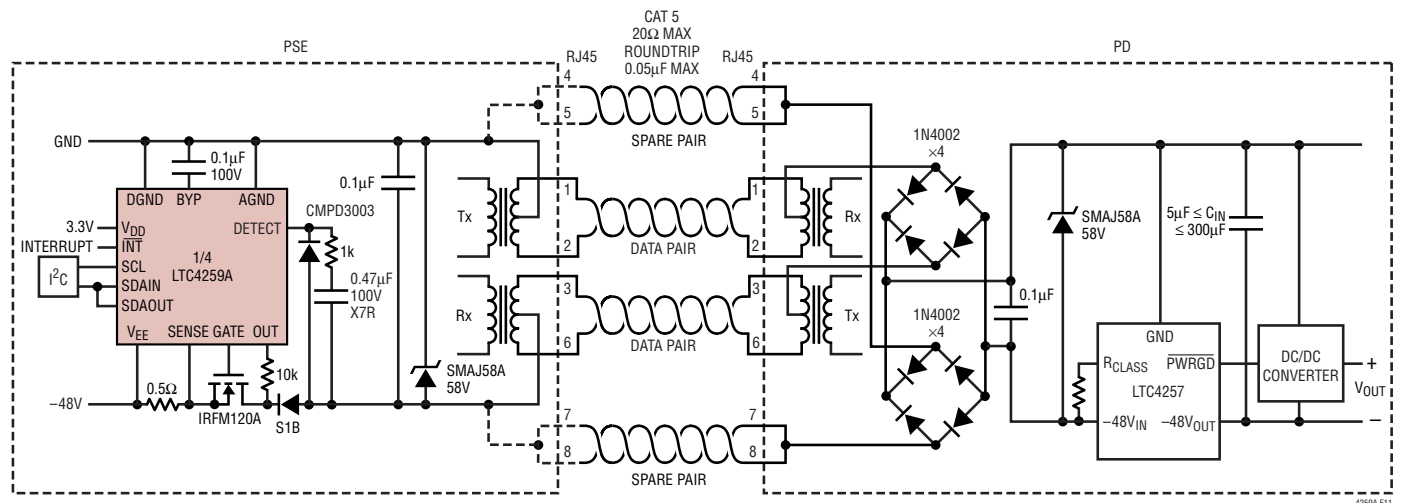 CAT 5
20Ω MAX
ROUNDTRIP
0.05µF MAX
PSE
PD
RJ45
RJ45
4
5
4
5
SPARE PAIR
GND
0.1µF
100V
0.1µF
DGND BYP AGND
CMPD3003
3.3V
INTERRUPT
I²C
VDD
INT
SCL
SDAIN
SDAOUT
DETECT
1/4
LTC4259A
VEE SENSE GATE OUT
1k
0.47µF
100V
X7R
10k
0.5Ω
–48V
IRFM120A
S1B
SMAJ58A
58V
Tx
1
2
DATA PAIR
1
2
Rx
Rx
3
6
DATA PAIR
3
6
Tx
7
8
SPARE PAIR
7
8
1N4002
×4
1N4002
×4
0.1µF
SMAJ58A
58V
5µF ≤ CIN
≤ 300µF
GND
RCLASS
PWRGD
LTC4257
–48VIN
–48VOUT
DC/DC
CONVERTER
+
VOUT
–
4259A F11